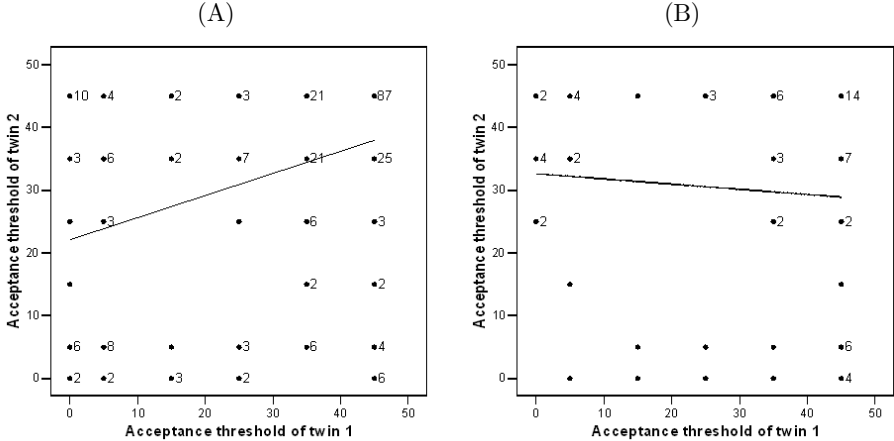 (A) (B)
50 50
10 4 2 3 21 87 2 4 3 6 14
40 40
3 6 2 7 21 25 4 2 3 7
30 30
3 6 3 2 2 2
20 20
2 2
10 10
6 8 3 6 4 6
0 2 2 3 2 6 0 4
0 10 20 30 40 50 0 10 20 30 40 50
Acceptance threshold of twin 1 Acceptance threshold of twin 1
Acceptance threshold of twin 2 Acceptance threshold of twin 2